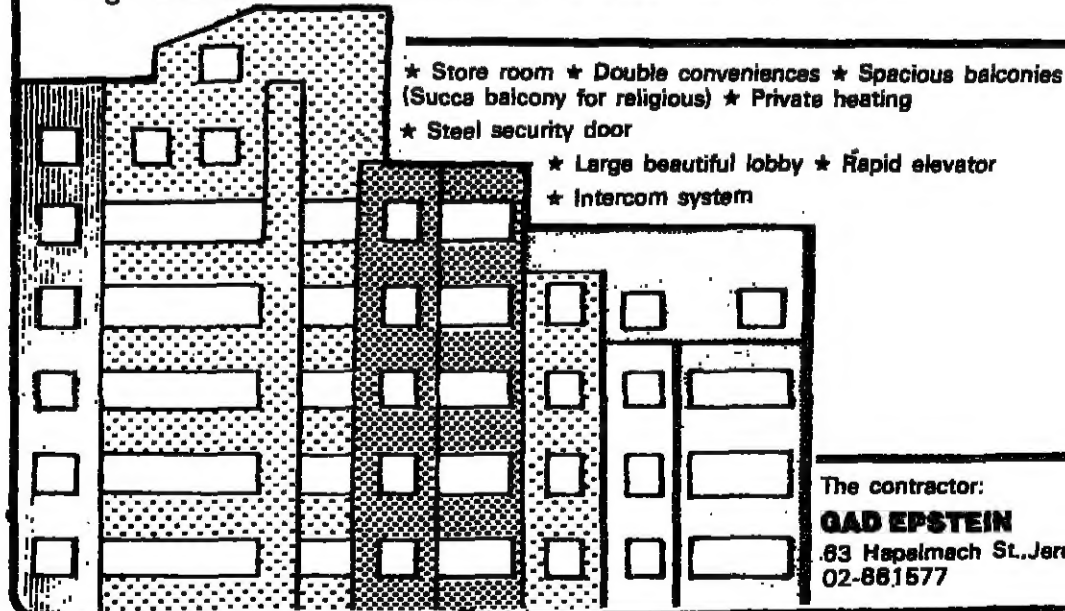 ★ Store room ★ Double conveniences ★ Spacious balconies
(Succa balcony for religious) ★ Private heating
★ Steel security door
★ Large beautiful lobby ★ Rapid elevator
★ Intercom system
The contractor:
GAD EPSTEIN
63 Hapalmach St.,Jer
02-661577